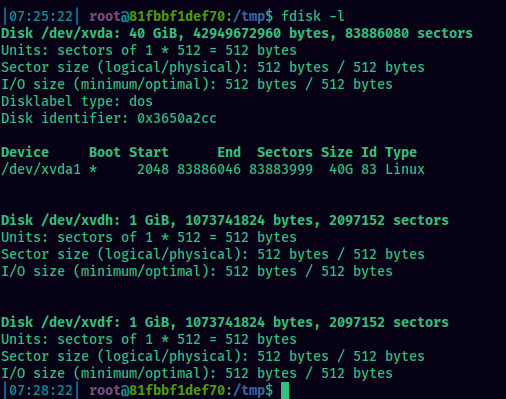 |07:25:22| root@81fbbf1def70:/tmp$ fdisk -l
Disk /dev/xvda: 40 GiB, 42949672960 bytes, 83886080 sectors
Units: sectors of 1 * 512 = 512 bytes
Sector size (logical/physical): 512 bytes / 512 bytes
I/O size (minimum/optimal): 512 bytes / 512 bytes
Disklabel type: dos
Disk identifier: 0x3650a2cc
Device     Boot Start      End  Sectors Size Id Type
/dev/xvda1 *     2048 83886046 83883999  40G 83 Linux
Disk /dev/xvdh: 1 GiB, 1073741824 bytes, 2097152 sectors
Units: sectors of 1 * 512 = 512 bytes
Sector size (logical/physical): 512 bytes / 512 bytes
I/O size (minimum/optimal): 512 bytes / 512 bytes
Disk /dev/xvdf: 1 GiB, 1073741824 bytes, 2097152 sectors
Units: sectors of 1 * 512 = 512 bytes
Sector size (logical/physical): 512 bytes / 512 bytes
I/O size (minimum/optimal): 512 bytes / 512 bytes
|07:28:22| root@81fbbf1def70:/tmp$